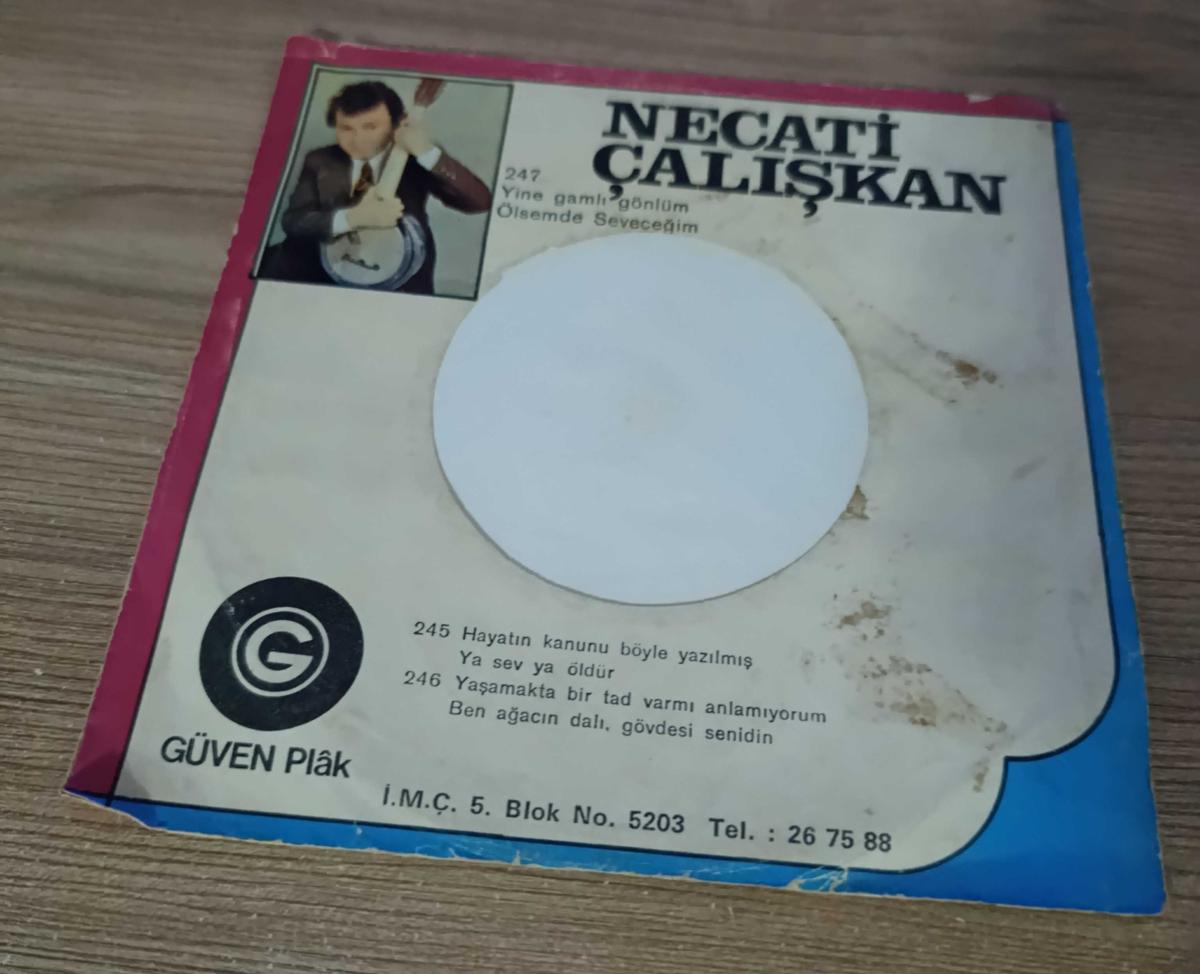 NECATİ
ÇALIŞKAN
247
Yine gamlı gönlüm
Ölsemde Seveceğim
245 Hayatın kanunu böyle yazılmış
Ya sev ya öldür
246 Yaşamakta bir tad varmı anlamıyorum
Ben ağacın dalı, gövdesi senidin
G
GÜVEN Plâk
İ.M.Ç. 5. Blok No. 5203 Tel. : 26 75 88